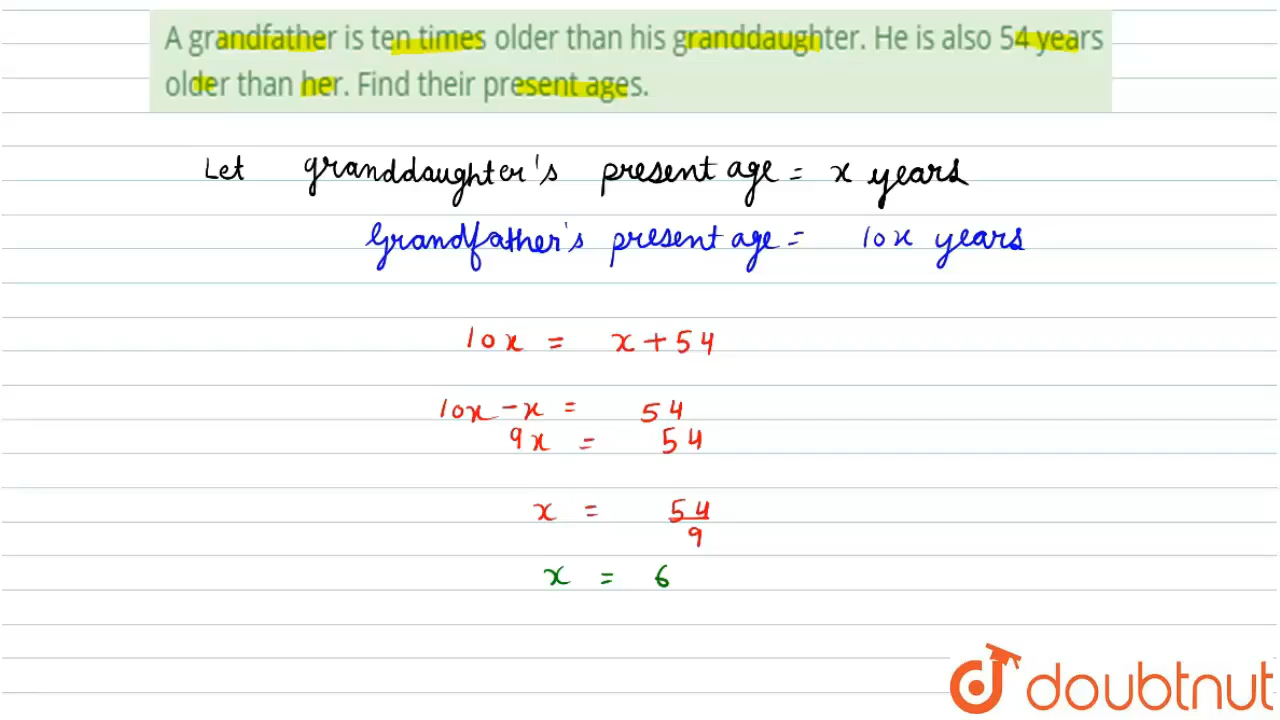 A grandfather is ten times older than his granddaughter. He is also 54 years
older than her. Find their present ages.
Let granddaughter's present age = x years
Grandfather's present age = 10x years
10x = x + 54
10x - x = 54
9x = 54
x = 54/9
x = 6
doubtnut